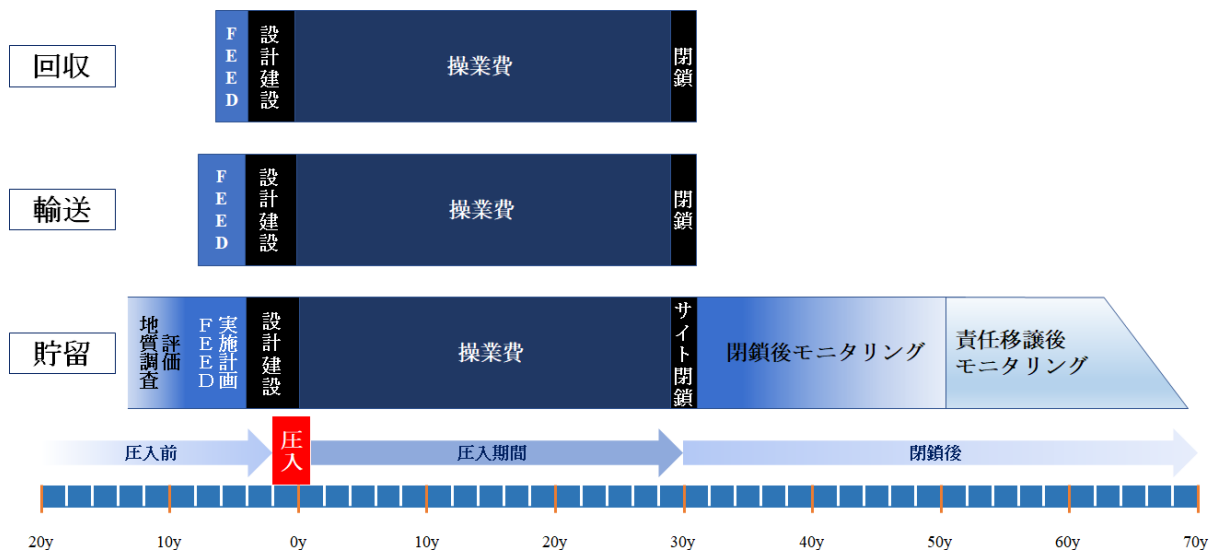 回収
FEED
設計建設
操業費
閉鎖
輸送
FEED
設計建設
操業費
閉鎖
貯留
地質調査
評価
実施計画
ＦＥＥＤ
設計建設
操業費
サイト閉鎖
閉鎖後モニタリング
責任移譲後
モニタリング
圧入前
圧入
圧入期間
閉鎖後
20y 10y 0y 10y 20y 30y 40y 50y 60y 70y